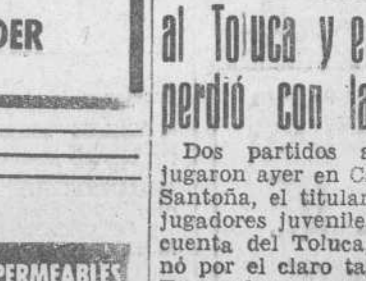 DER
PERMEABLES
al Toluca y e
perdió con la
Dos partidos s
jugaron ayer en C
Santoña, el titular
jugadores juvenile
cuenta del Toluca
nó por el claro ta